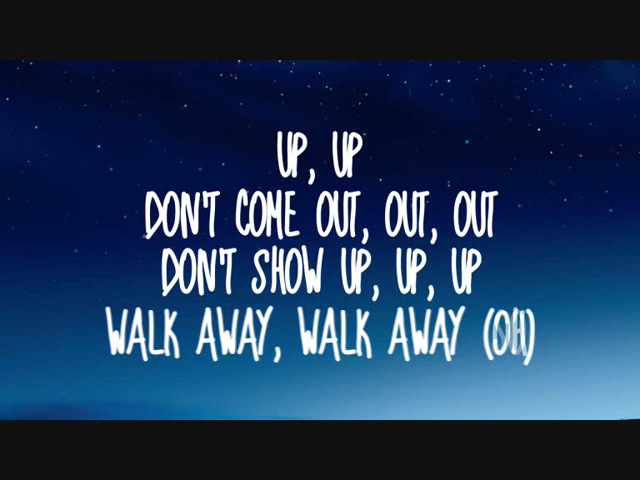 UP, UP
DON'T COME OUT, OUT, OUT
DON'T SHOW UP, UP, UP
WALK AWAY, WALK AWAY (OH)